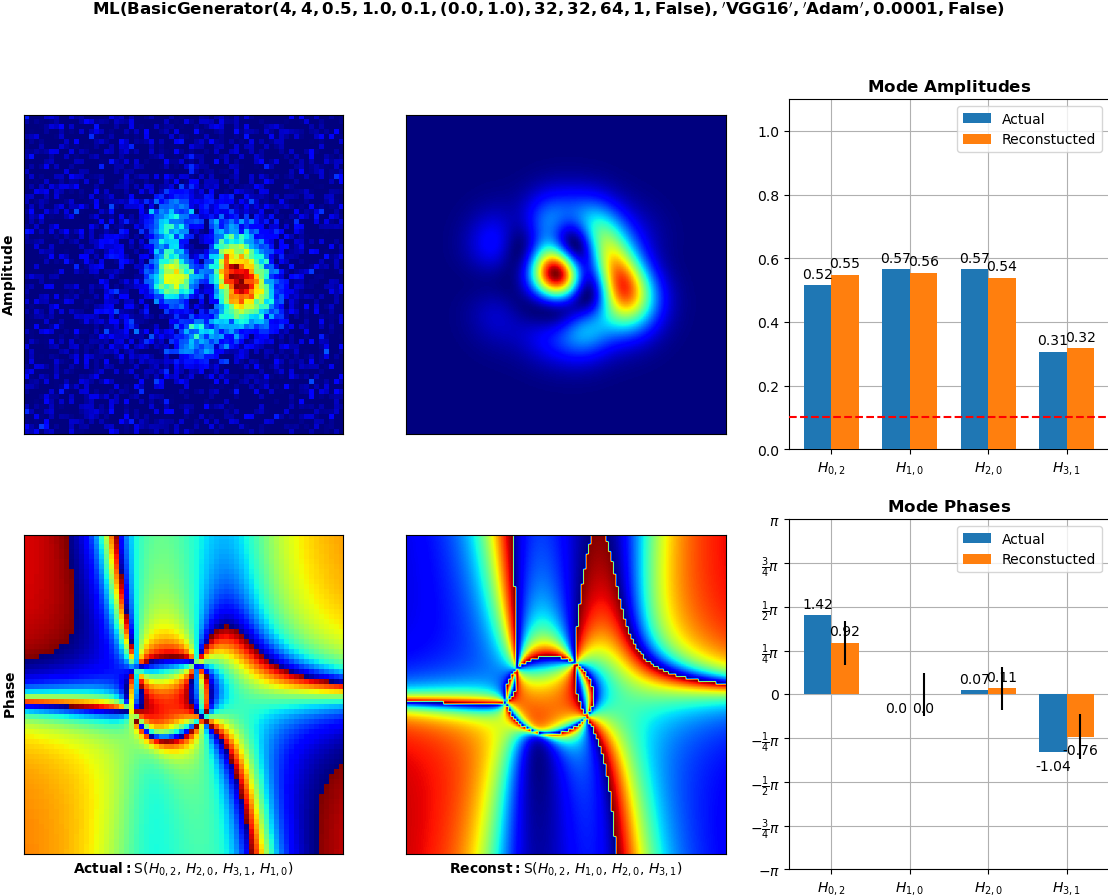 ML(BasicGenerator(4, 4, 0.5, 1.0, 0.1, (0.0, 1.0), 32, 32, 64, 1, False), 'VGG16', 'Adam', 0.0001, False)
Amplitude
Mode Amplitudes
Actual
Reconstucted
1.0
0.8
0.6
0.4
0.2
0.0
0.52
0.55
0.57
0.56
0.57
0.54
0.31
0.32
H0,2
H1,0
H2,0
H3,1
Phase
Actual: S(H0,2, H2,0, H3,1, H1,0)
Reconst: S(H0,2, H1,0, H2,0, H3,1)
Mode Phases
Actual
Reconstucted
π
3/4π
1/2π
1/4π
0
−1/4π
−1/2π
−3/4π
−π
1.42
0.92
0.0
0.0
0.07
0.11
-1.04
-0.76
H0,2
H1,0
H2,0
H3,1